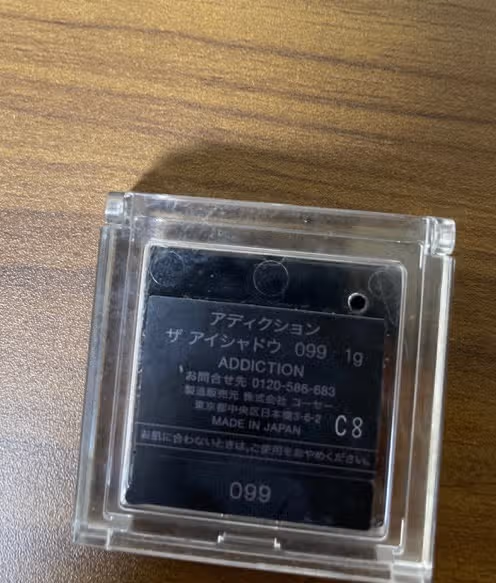 アディクション
ザ アイシャドウ 099 1g
ADDICTION
お問合せ先 0120-586-683
製造販売元 株式会社 コーセー
東京都中央区日本橋3-6-2
MADE IN JAPAN
C8
お肌に合わないときは、ご使用をおやめください。
099